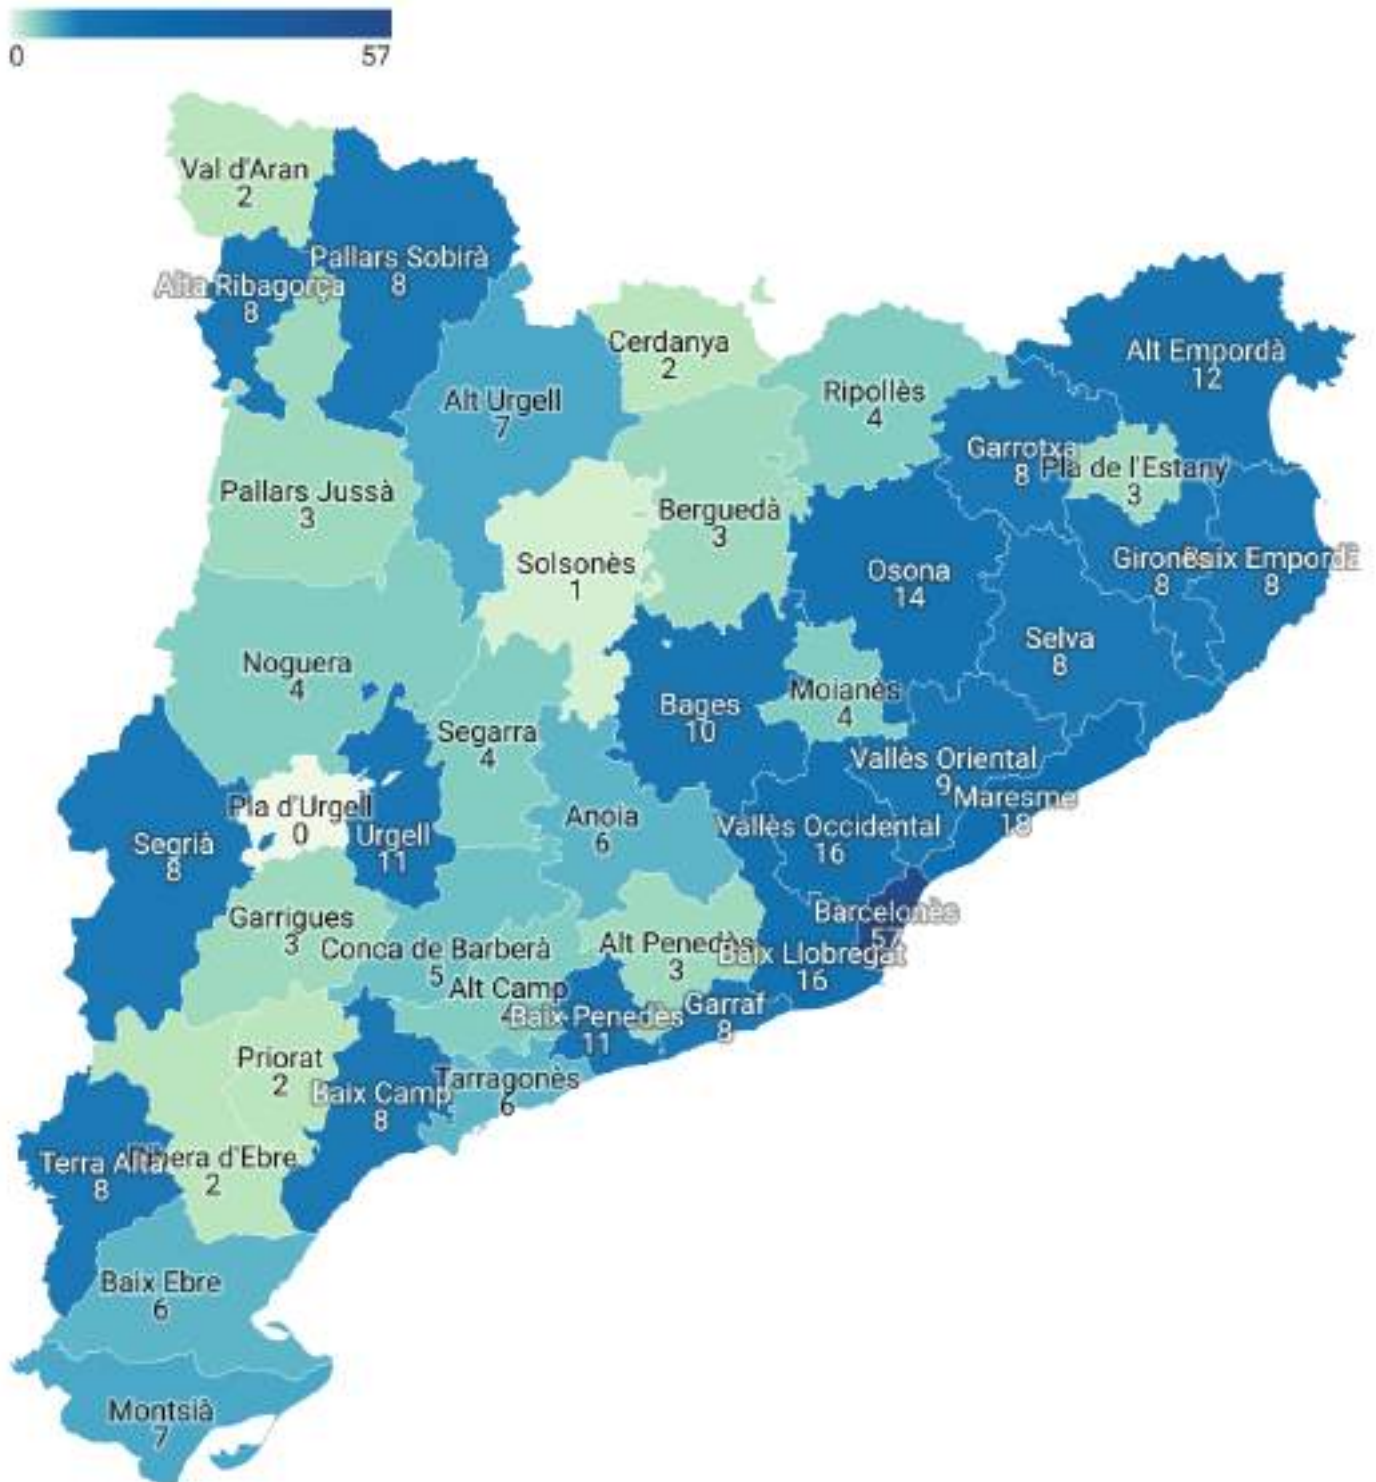 0
57
Val d'Aran
2
Pallars Sobirà
8
Alta Ribagorça
8
Cerdanya
2
Alt Empordà
12
Ripollès
4
Alt Urgell
7
Garrotxa
8
Pla de l'Estany
3
Pallars Jussà
3
Berguedà
3
Solsonès
1
Osona
14
Gironès
8
Baix Empordà
8
Selva
8
Noguera
4
Moianès
4
Bages
10
Segarra
4
Vallès Oriental
9
Maresme
18
Pla d'Urgell
0
Anoia
6
Vallès Occidental
16
Urgell
11
Segrià
8
Barcelonès
57
Garrigues
3
Alt Penedès
3
Conca de Barberà
5
Baix Llobregat
16
Alt Camp
4
Garraf
8
Baix Penedès
11
Priorat
2
Tarragonès
6
Baix Camp
8
Terra Alta
8
Ribera d'Ebre
2
Baix Ebre
6
Montsià
7